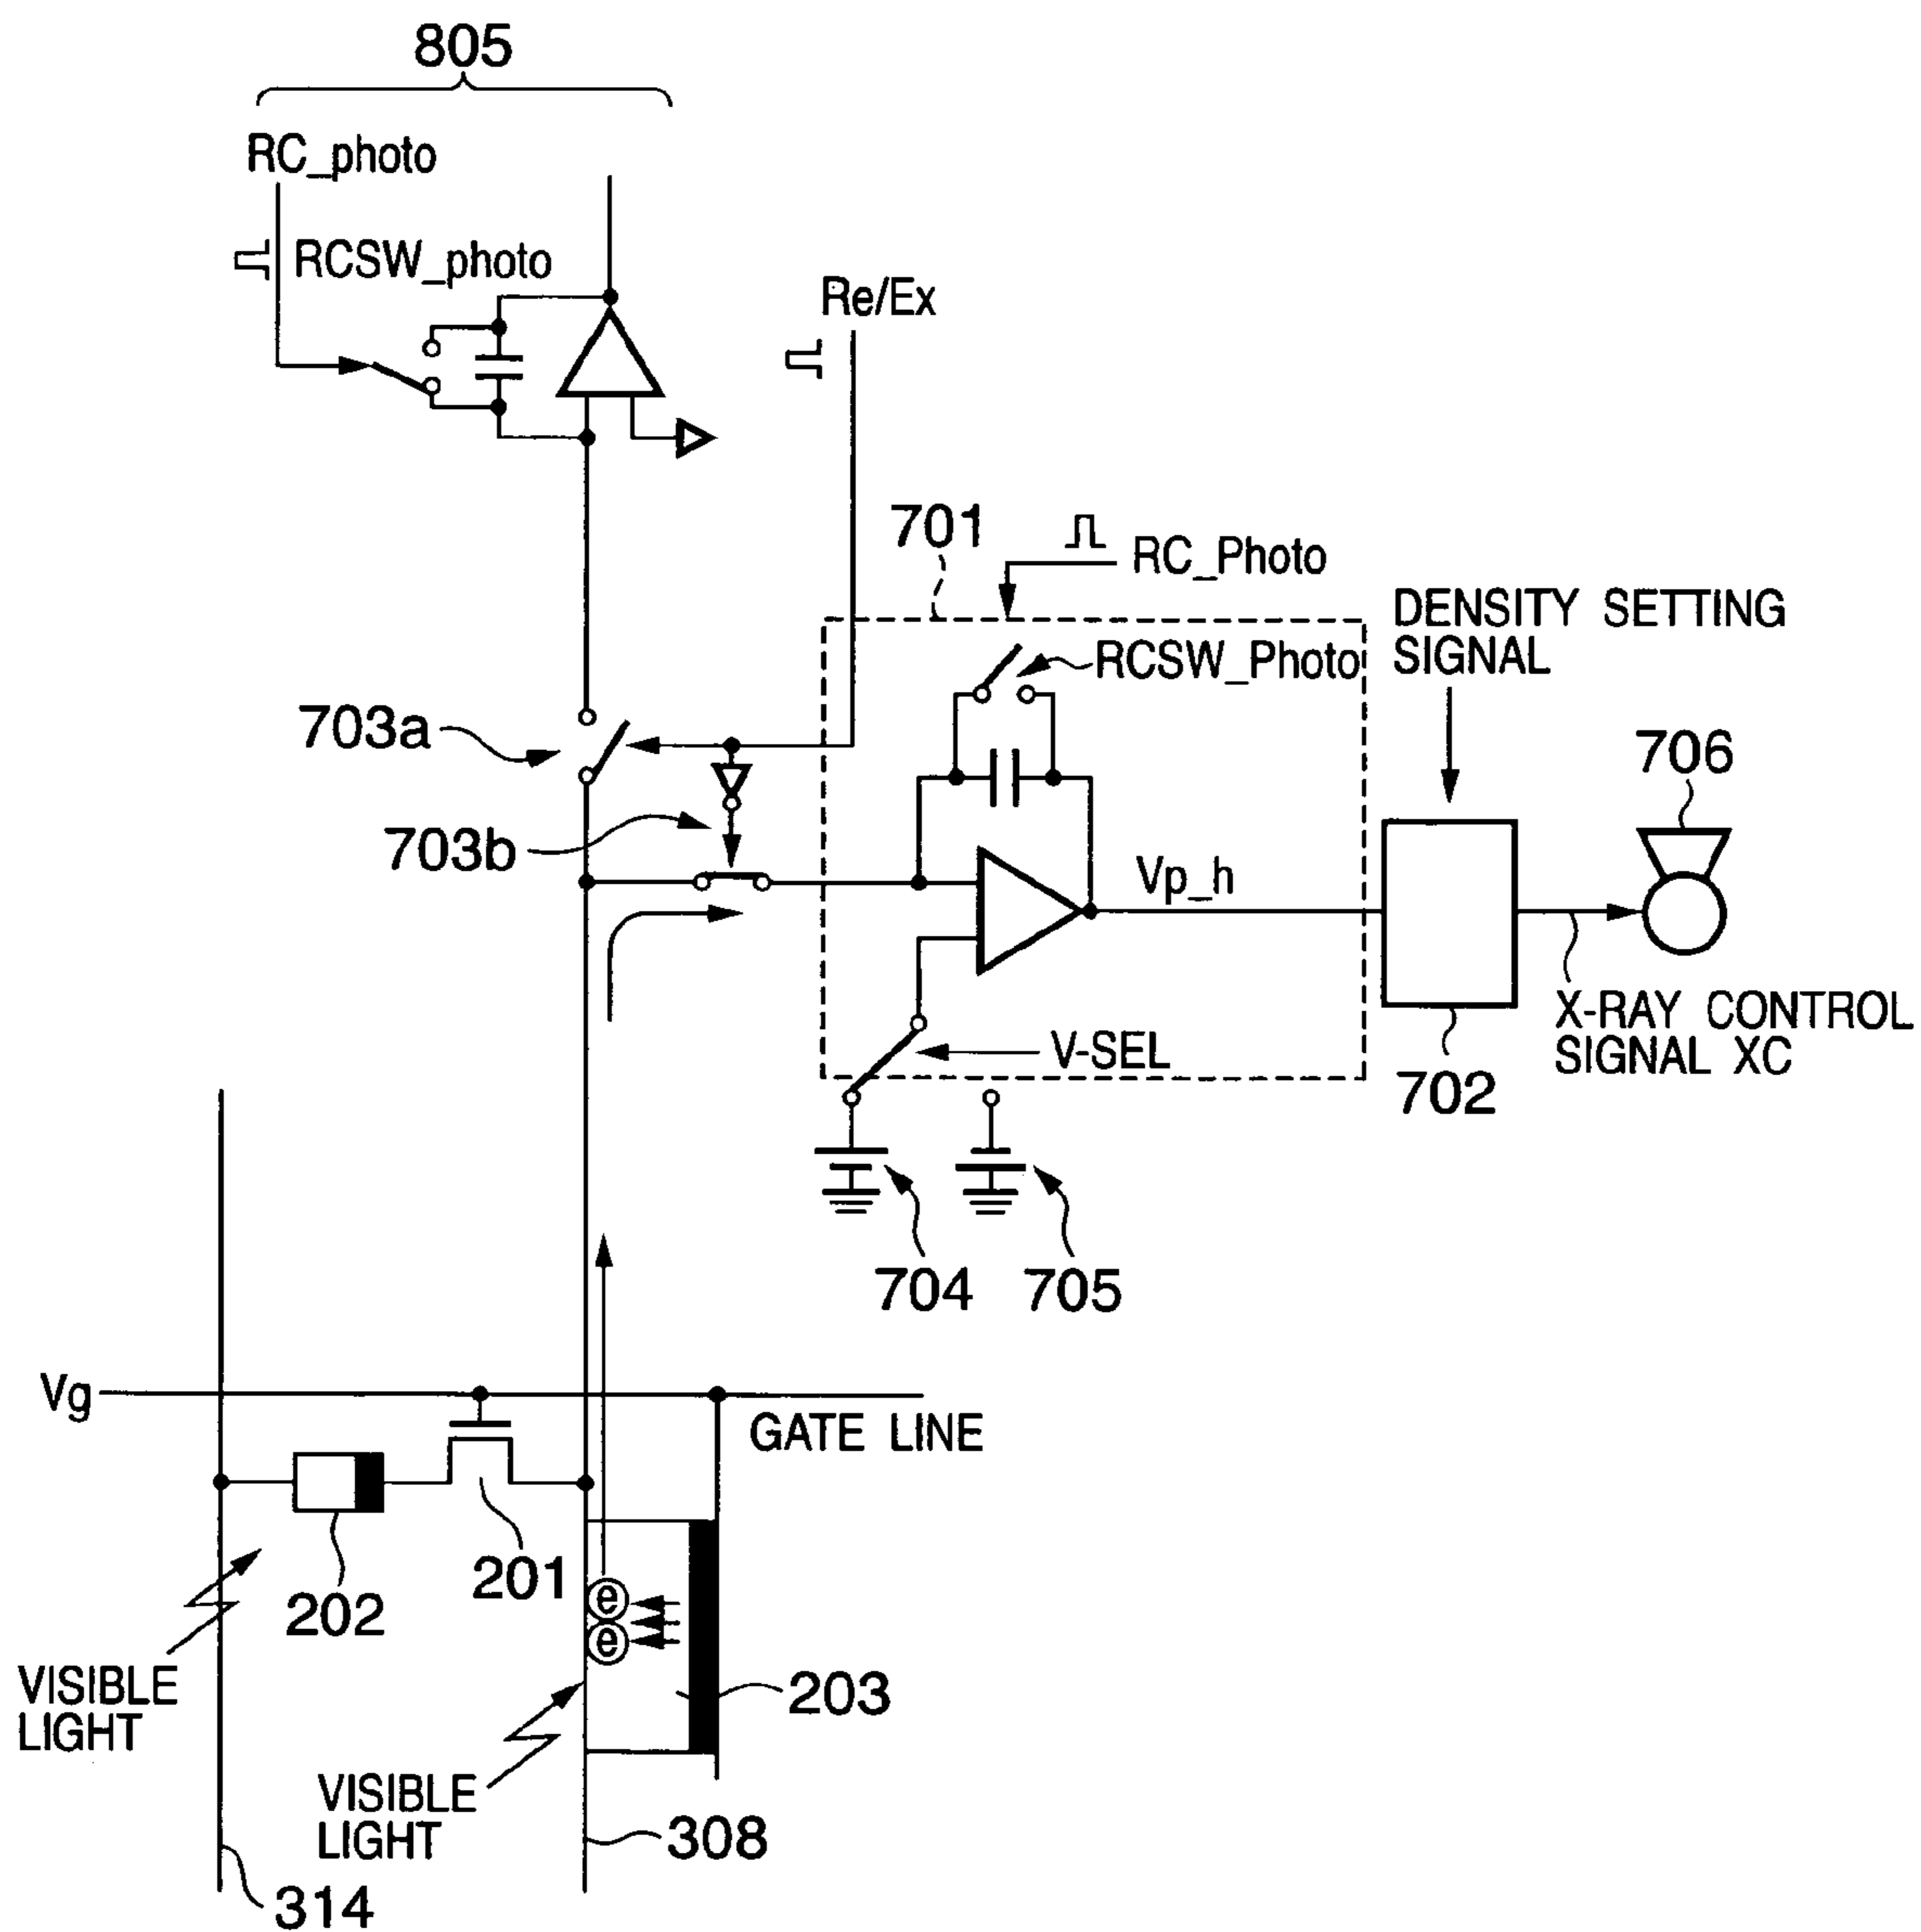 805
RC_photo
RCSW_photo
Re/Ex
701
RC_Photo
DENSITY SETTING
SIGNAL
RCSW_Photo
703a
706
703b
Vp_h
X-RAY CONTROL
SIGNAL XC
V-SEL
702
704
705
Vg
GATE LINE
201
202
e
e
203
VISIBLE
LIGHT
VISIBLE
LIGHT
308
314